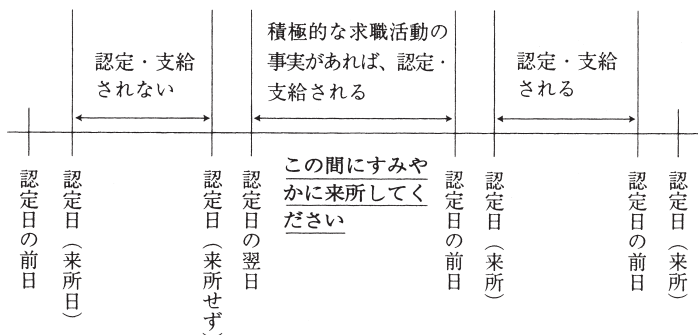 認定・支給
されない
積極的な求職活動の
事実があれば、認定・
支給される
認定・支給
される
この間にすみや
かに来所してく
ださい
認定日の前日
認定日（来所日）
認定日（来所せず）
認定日の翌日
認定日の前日
認定日（来所）
認定日の前日
認定日（来所）